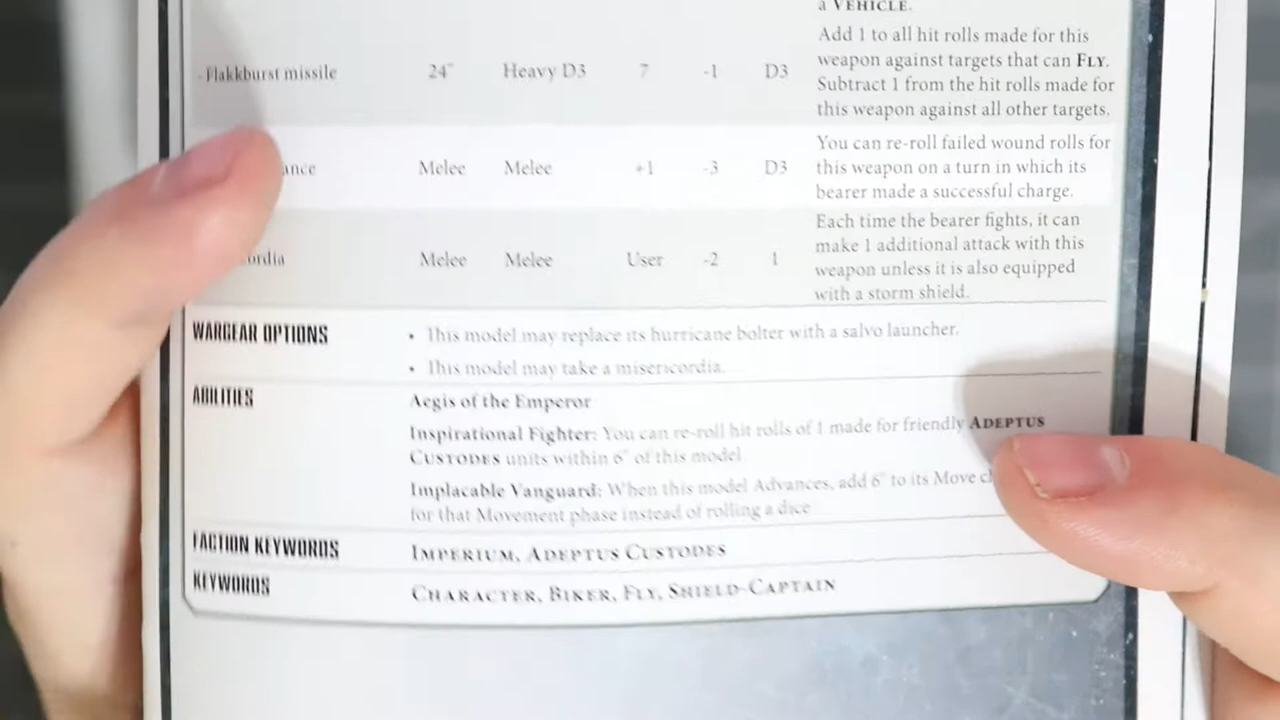 a VEHICLE.
- Flakkburst missile 24" Heavy D3 7 -1 D3
Add 1 to all hit rolls made for this
weapon against targets that can FLY.
Subtract 1 from the hit rolls made for
this weapon against all other targets.
ance Melee Melee +1 -3 D3
You can re-roll failed wound rolls for
this weapon on a turn in which its
bearer made a successful charge.
ordia Melee Melee User -2 1
Each time the bearer fights, it can
make 1 additional attack with this
weapon unless it is also equipped
with a storm shield.
WARGEAR OPTIONS
• This model may replace its hurricane bolter with a salvo launcher.
• This model may take a misericordia.
ABILITIES
Aegis of the Emperor
Inspirational Fighter: You can re-roll hit rolls of 1 made for friendly ADEPTUS
CUSTODES units within 6" of this model.
Implacable Vanguard: When this model Advances, add 6" to its Move
for that Movement phase instead of rolling a dice
FACTION KEYWORDS IMPERIUM, ADEPTUS CUSTODES
KEYWORDS CHARACTER, BIKER, FLY, SHIELD-CAPTAIN